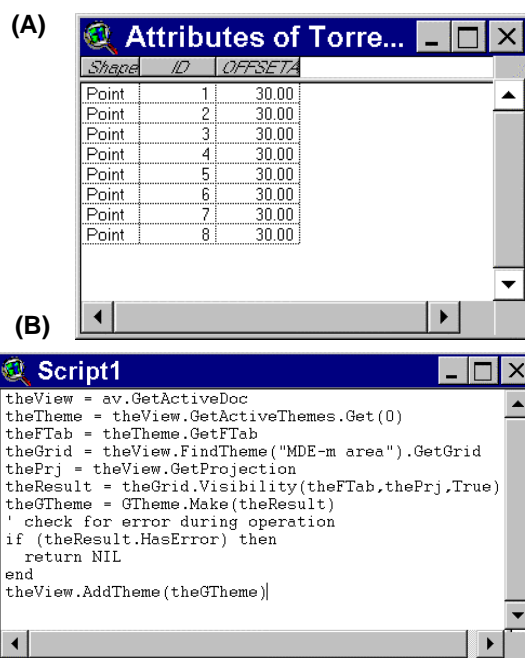 (A)
Attributes of Torre...
Shape ID OFFSETA
Point 1 30.00
Point 2 30.00
Point 3 30.00
Point 4 30.00
Point 5 30.00
Point 6 30.00
Point 7 30.00
Point 8 30.00
(B)
Script1
theView = av.GetActiveDoc
theTheme = theView.GetActiveThemes.Get(0)
theFTab = theTheme.GetFTab
theGrid = theView.FindTheme("MDE-m area").GetGrid
thePrj = theView.GetProjection
theResult = theGrid.Visibility(theFTab,thePrj,True)
theGTheme = GTheme.Make(theResult)
' check for error during operation
if (theResult.HasError) then
  return NIL
end
theView.AddTheme(theGTheme)